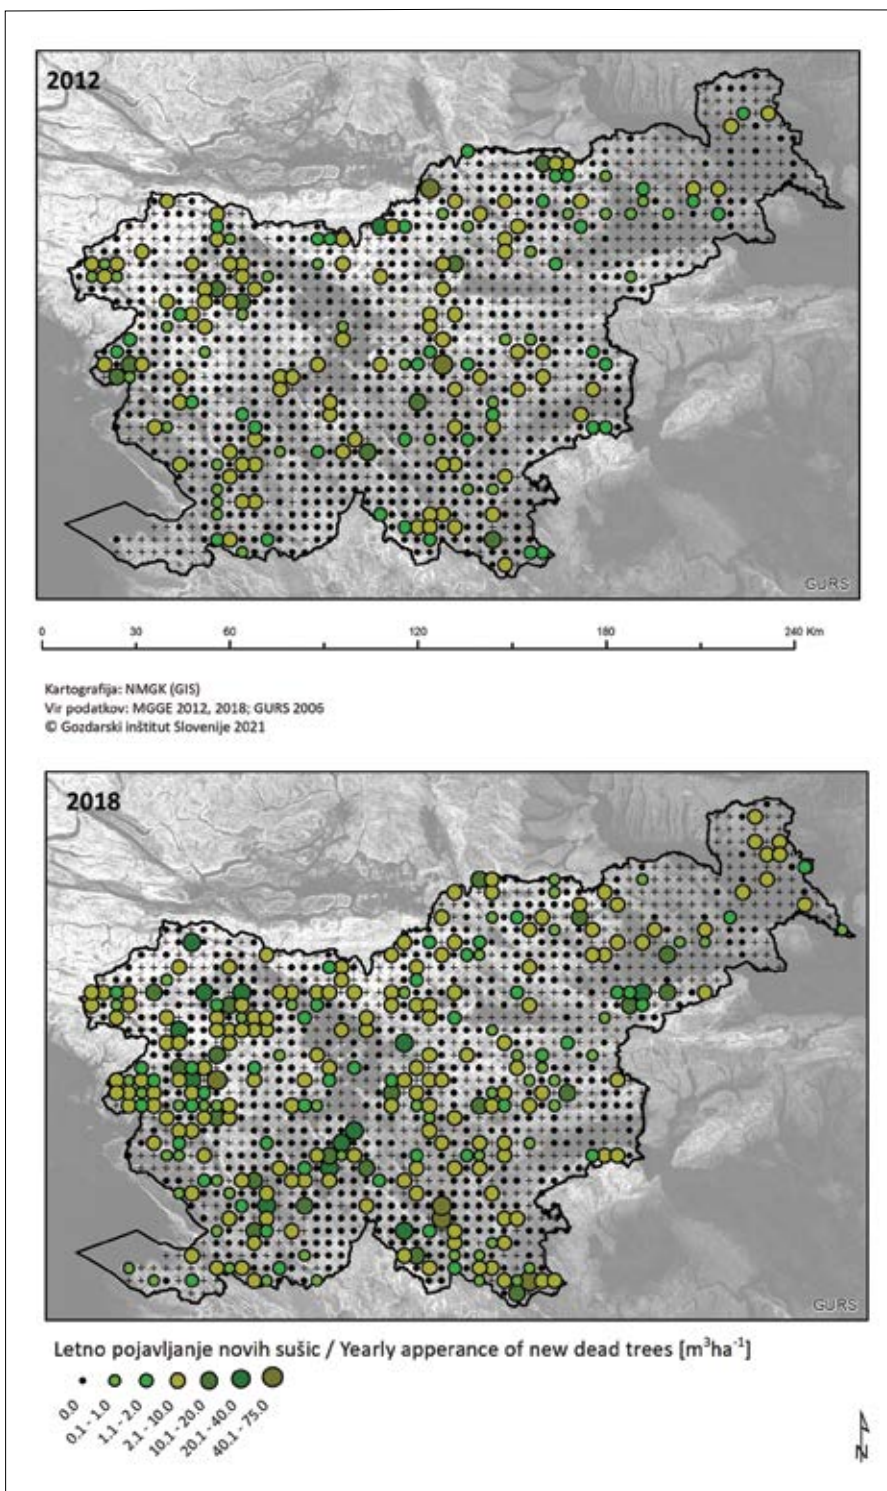 2012
GURS
0 30 60 120 180 240 Km
Kartografija: NMGK (GIS)
Vir podatkov: MGGE 2012, 2018; GURS 2006
© Gozdarski inštitut Slovenije 2021
2018
GURS
Letno pojavljanje novih sušic / Yearly apperance of new dead trees [m³ha⁻¹]
0.0
0.1 - 1.0
1.1 - 2.0
2.1 - 10.0
10.1 - 20.0
20.1 - 40.0
40.1 - 75.0
N